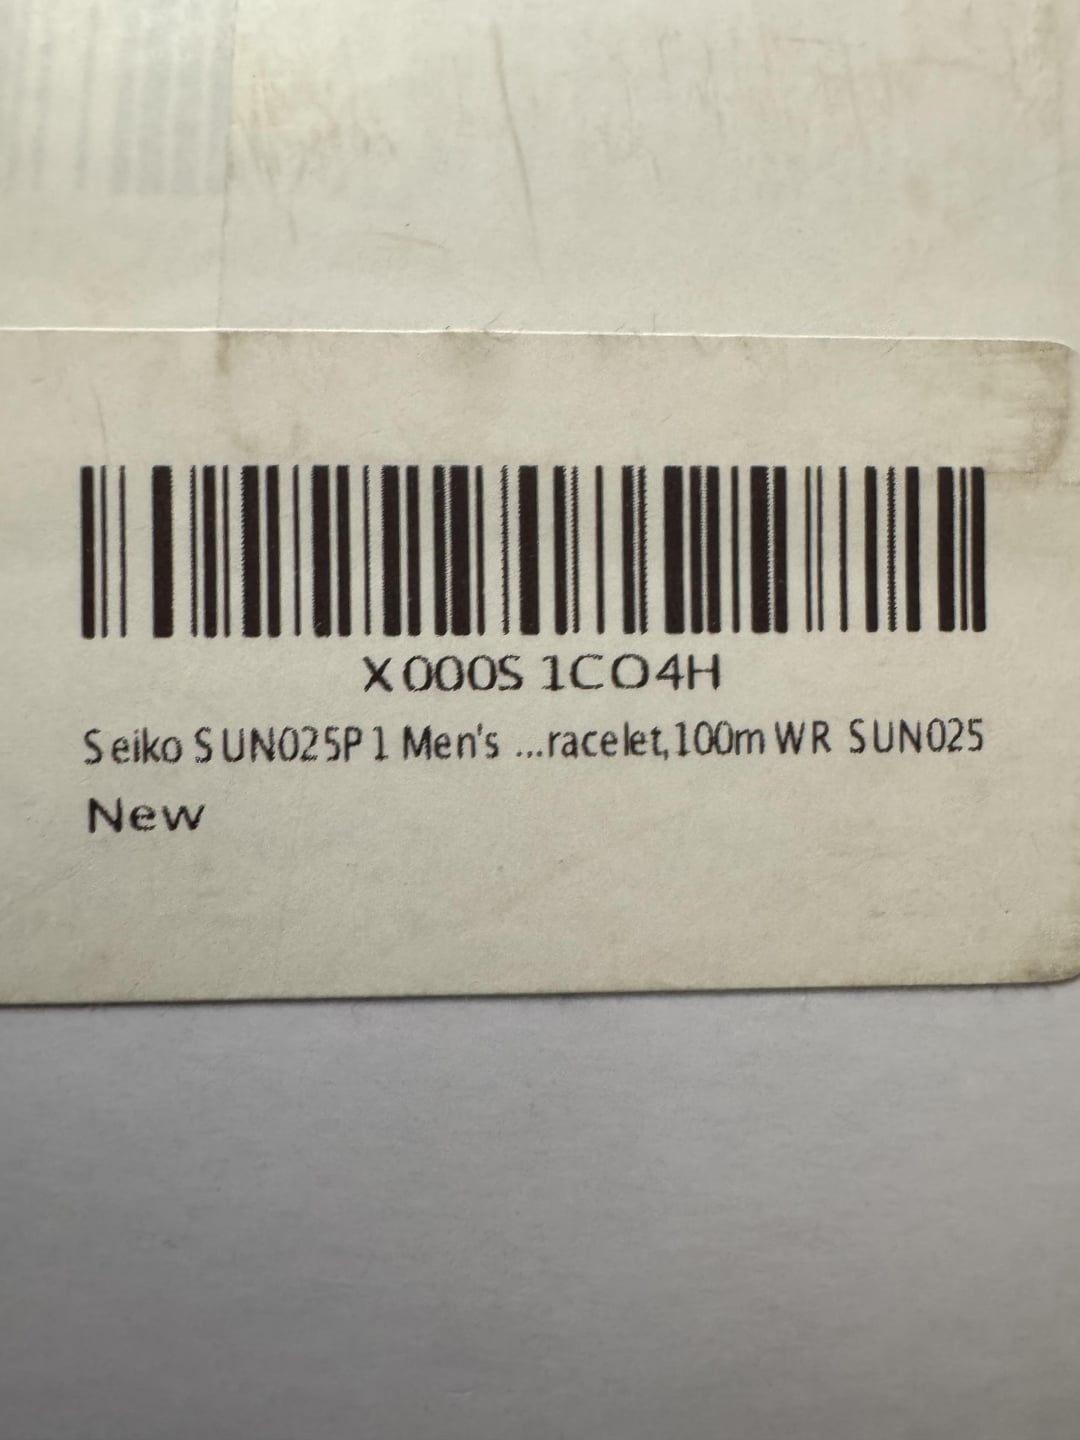 X000S1CO4H
Seiko SUN025P1 Men's ...racelet,100m WR SUN025
New